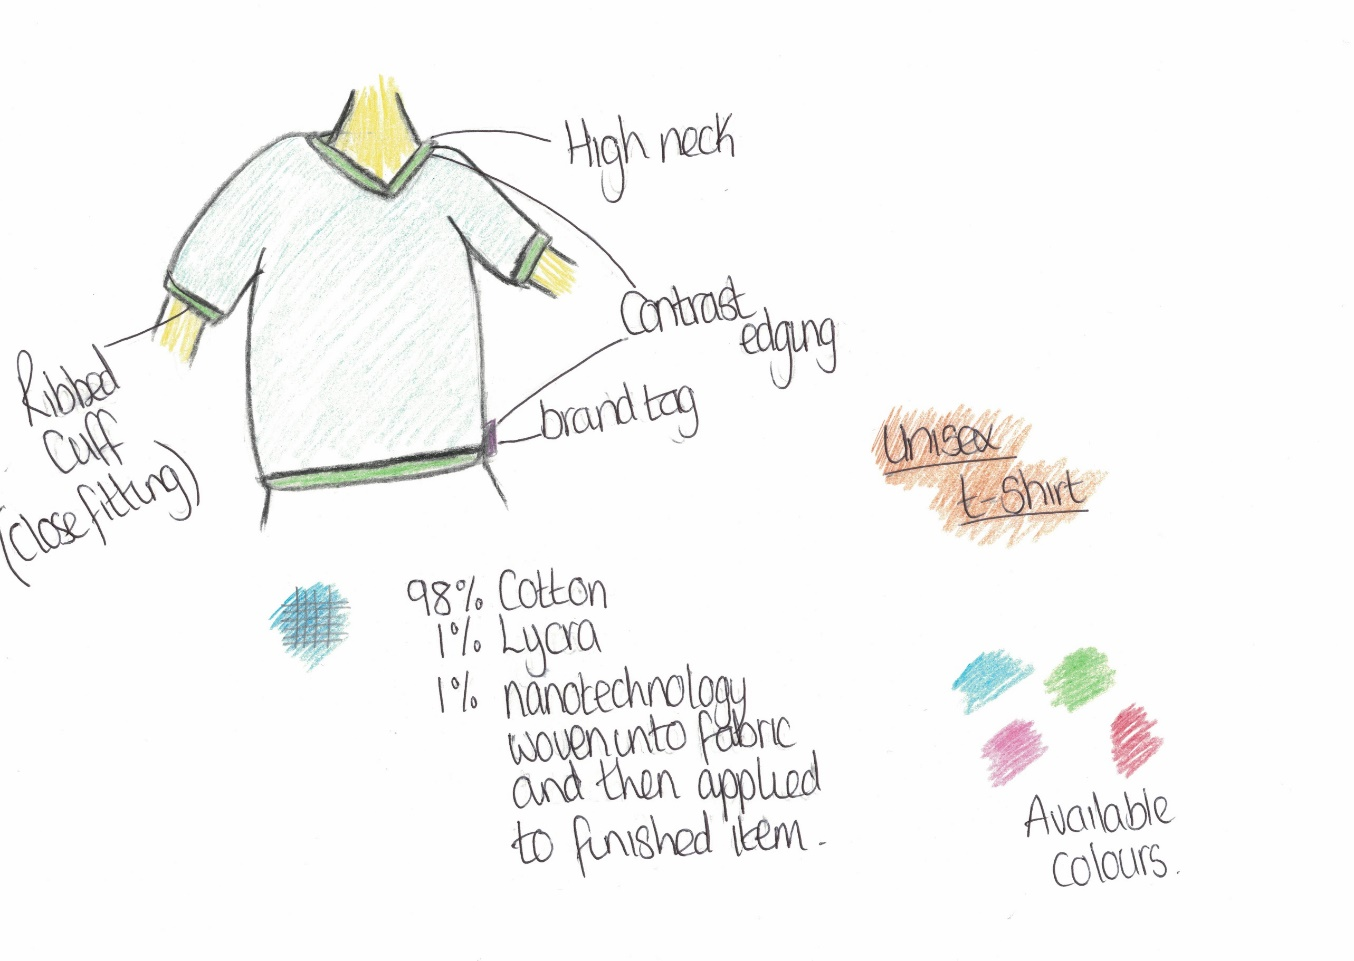 High neck
Contrast
edging
brand tag
Ribbed
Cuff
(close fitting)
Unisex
t-shirt
98% Cotton
1% Lycra
1% nanotechnology
woven into fabric
and then applied
to finished item.
Available
colours.